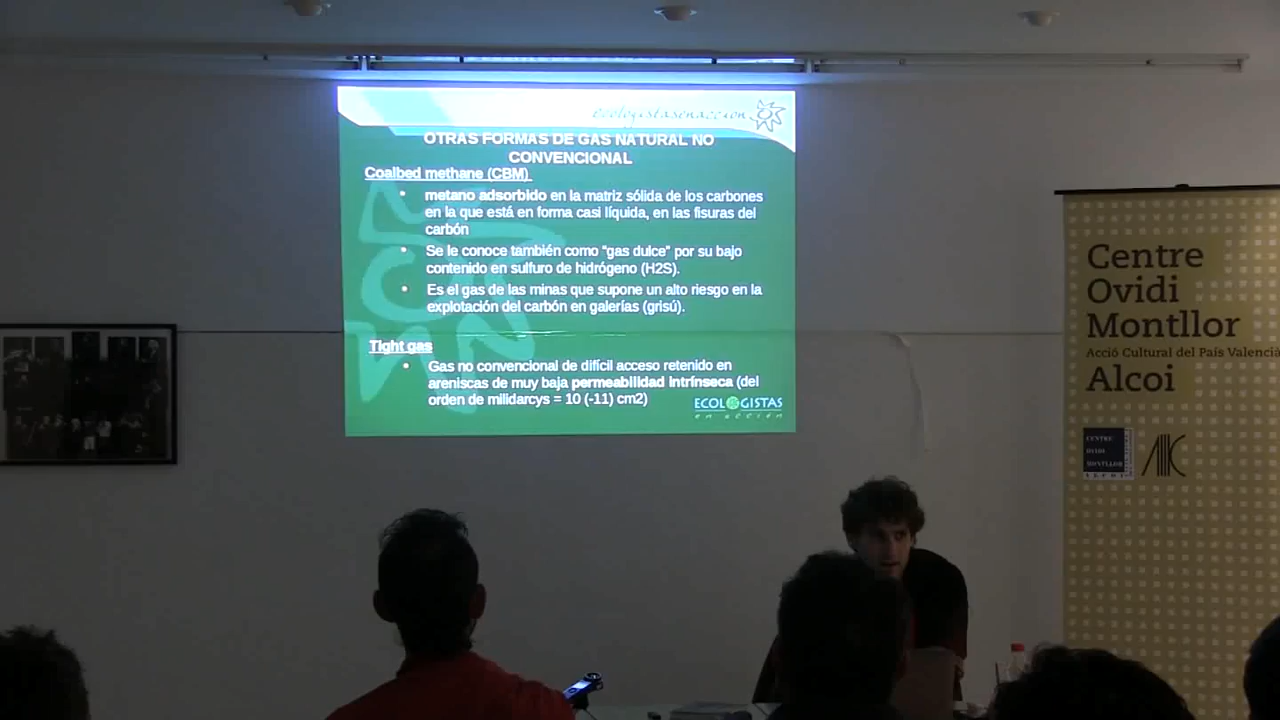 ecologistasenacción
OTRAS FORMAS DE GAS NATURAL NO
CONVENCIONAL
Coalbed methane (CBM)
• metano adsorbido en la matriz sólida de los carbones
en la que está en forma casi líquida, en las fisuras del
carbón
• Se le conoce también como "gas dulce" por su bajo
contenido en sulfuro de hidrógeno (H2S).
• Es el gas de las minas que supone un alto riesgo en la
explotación del carbón en galerías (grisú).
Tight gas
• Gas no convencional de difícil acceso retenido en
areniscas de muy baja permeabilidad intrínseca (del
orden de milidarcys = 10 (-11) cm2)
ECOLOGISTAS
en acción
Centre
Ovidi
Montllor
Acció Cultural del País Valencià
Alcoi
CENTRE
OVIDI
MONTLLOR
ALCOI